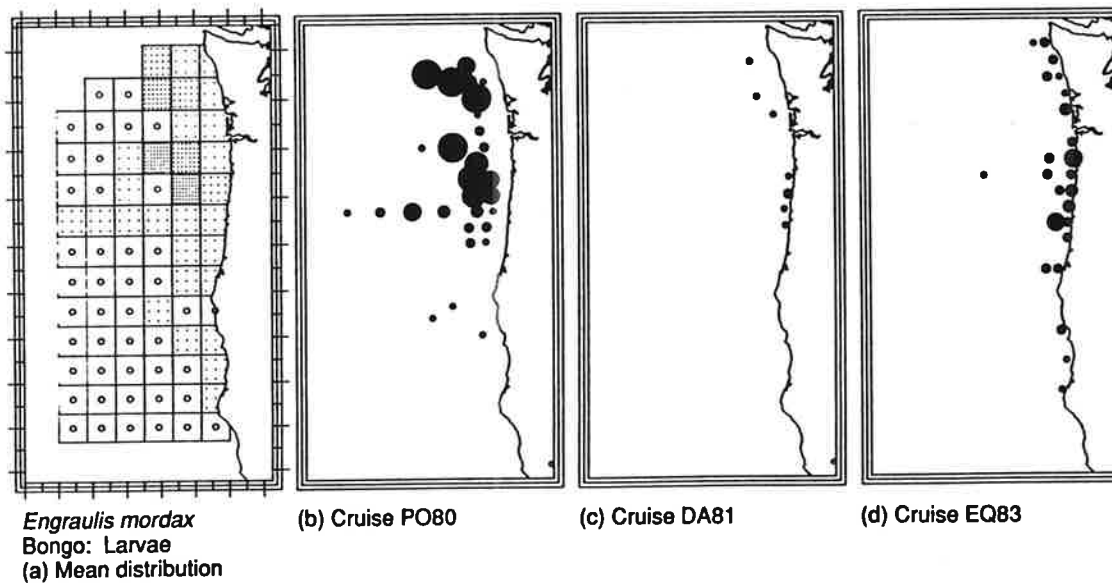 Engraulis mordax
Bongo: Larvae
(a) Mean distribution
(b) Cruise PO80
(c) Cruise DA81
(d) Cruise EQ83